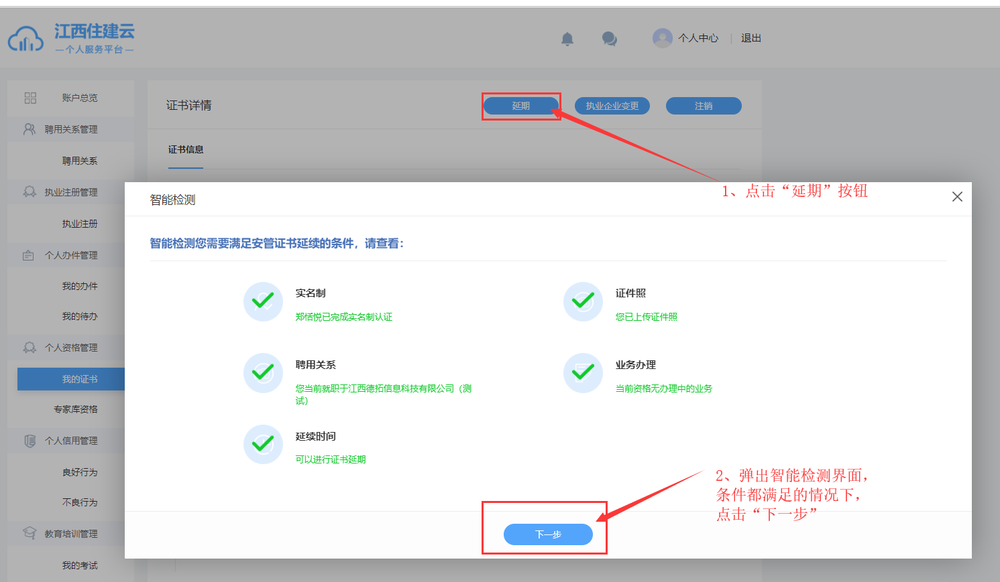 江西住建云
个人服务平台
个人中心
退出
账户总览
聘用关系管理
聘用关系
执业注册管理
执业注册
个人办件管理
我的办件
我的待办
个人资格管理
我的证书
专家库资格
个人信用管理
良好行为
不良行为
教育培训管理
我的考试
证书详情
延期
执业企业变更
注销
证书信息
1、点击“延期”按钮
智能检测
智能检测您需要满足安管证书延续的条件，请查看：
实名制
郑恬悦已完成实名制认证
证件照
您已上传证件照
聘用关系
您当前就职于江西德拓信息科技有限公司（测
试）
业务办理
当前资格无办理中的业务
延续时间
可以进行证书延期
2、弹出智能检测界面，
条件都满足的情况下，
点击“下一步”
下一步